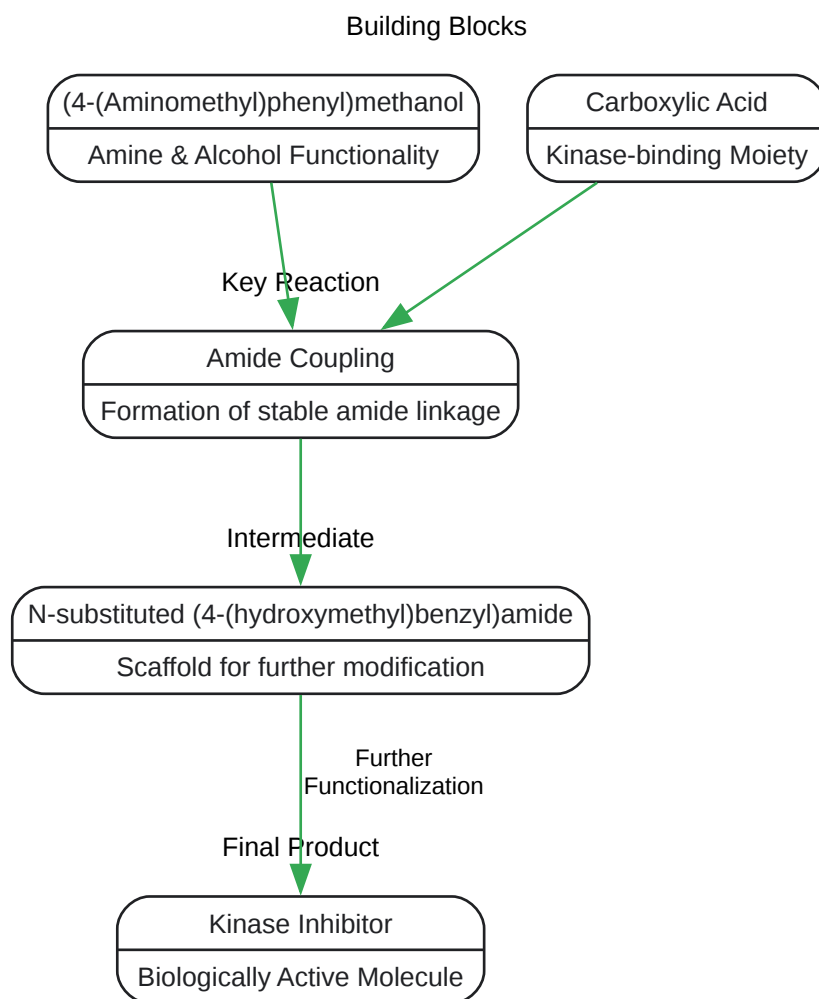 Building Blocks
(4-(Aminomethyl)phenyl)methanol
Amine & Alcohol Functionality
Carboxylic Acid
Kinase-binding Moiety
Key Reaction
Amide Coupling
Formation of stable amide linkage
Intermediate
N-substituted (4-(hydroxymethyl)benzyl)amide
Scaffold for further modification
Further
Functionalization
Final Product
Kinase Inhibitor
Biologically Active Molecule